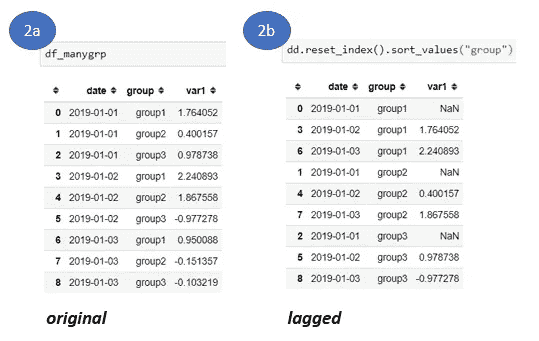 2a
df_manygrp
date group var1
0 2019-01-01 group1 1.764052
1 2019-01-01 group2 0.400157
2 2019-01-01 group3 0.978738
3 2019-01-02 group1 2.240893
4 2019-01-02 group2 1.867558
5 2019-01-02 group3 -0.977278
6 2019-01-03 group1 0.950088
7 2019-01-03 group2 -0.151357
8 2019-01-03 group3 -0.103219
original
2b
dd.reset_index().sort_values("group")
date group var1
0 2019-01-01 group1 NaN
3 2019-01-02 group1 1.764052
6 2019-01-03 group1 2.240893
1 2019-01-01 group2 NaN
4 2019-01-02 group2 0.400157
7 2019-01-03 group2 1.867558
2 2019-01-01 group3 NaN
5 2019-01-02 group3 0.978738
8 2019-01-03 group3 -0.977278
lagged